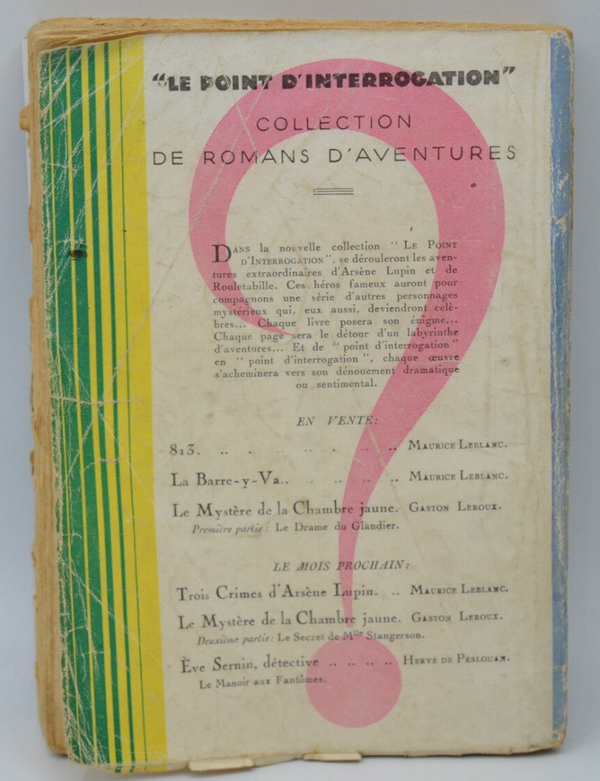 "LE POINT D'INTERROGATION"
COLLECTION
DE ROMANS D'AVENTURES
DANS la nouvelle collection "LE POINT
D'INTERROGATION", se dérouleront les aven-
tures extraordinaires d'Arsène Lupin et de
Rouletabille. Ces héros fameux auront pour
compagnons une série d'autres personnages
mystérieux qui, eux aussi, deviendront célè-
bres... Chaque livre posera son énigme...
Chaque page sera le détour d'un labyrinthe
d'aventures... Et de "point d'interrogation"
en "point d'interrogation", chaque œuvre
s'acheminera vers son dénouement dramatique
ou sentimental.
EN VENTE:
813. .. .. .. .. .. .. .. MAURICE LEBLANC.
La Barre-y-Va.. .. .. .. .. MAURICE LEBLANC.
Le Mystère de la Chambre jaune. GASTON LEROUX.
Première partie: Le Drame du Glandier.
LE MOIS PROCHAIN:
Trois Crimes d'Arsène Lupin. .. MAURICE LEBLANC.
Le Mystère de la Chambre jaune. GASTON LEROUX.
Deuxième partie: Le Secret de Mlle Stangerson.
Ève Sernin, détective .. .. .. .. HERVÉ DE PESLOUAN.
Le Manoir aux Fantômes.